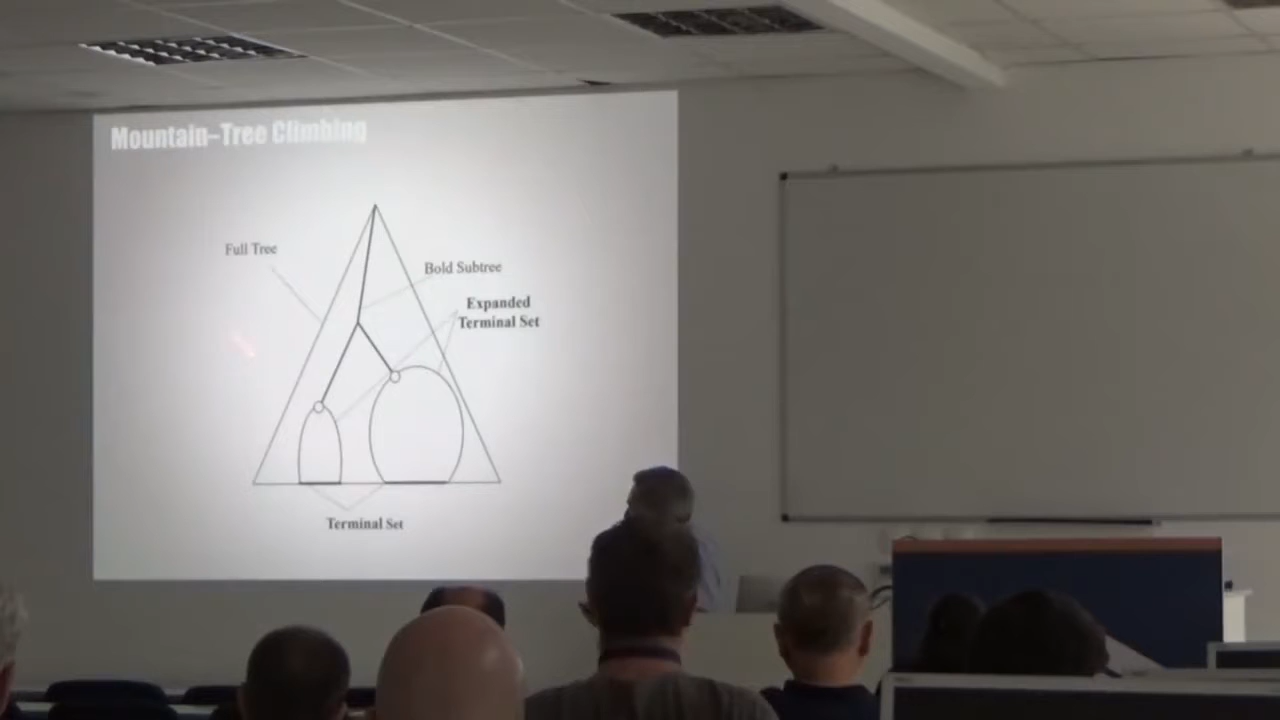 Mountain–Tree Climbing
Full Tree
Bold Subtree
Expanded
Terminal Set
Terminal Set